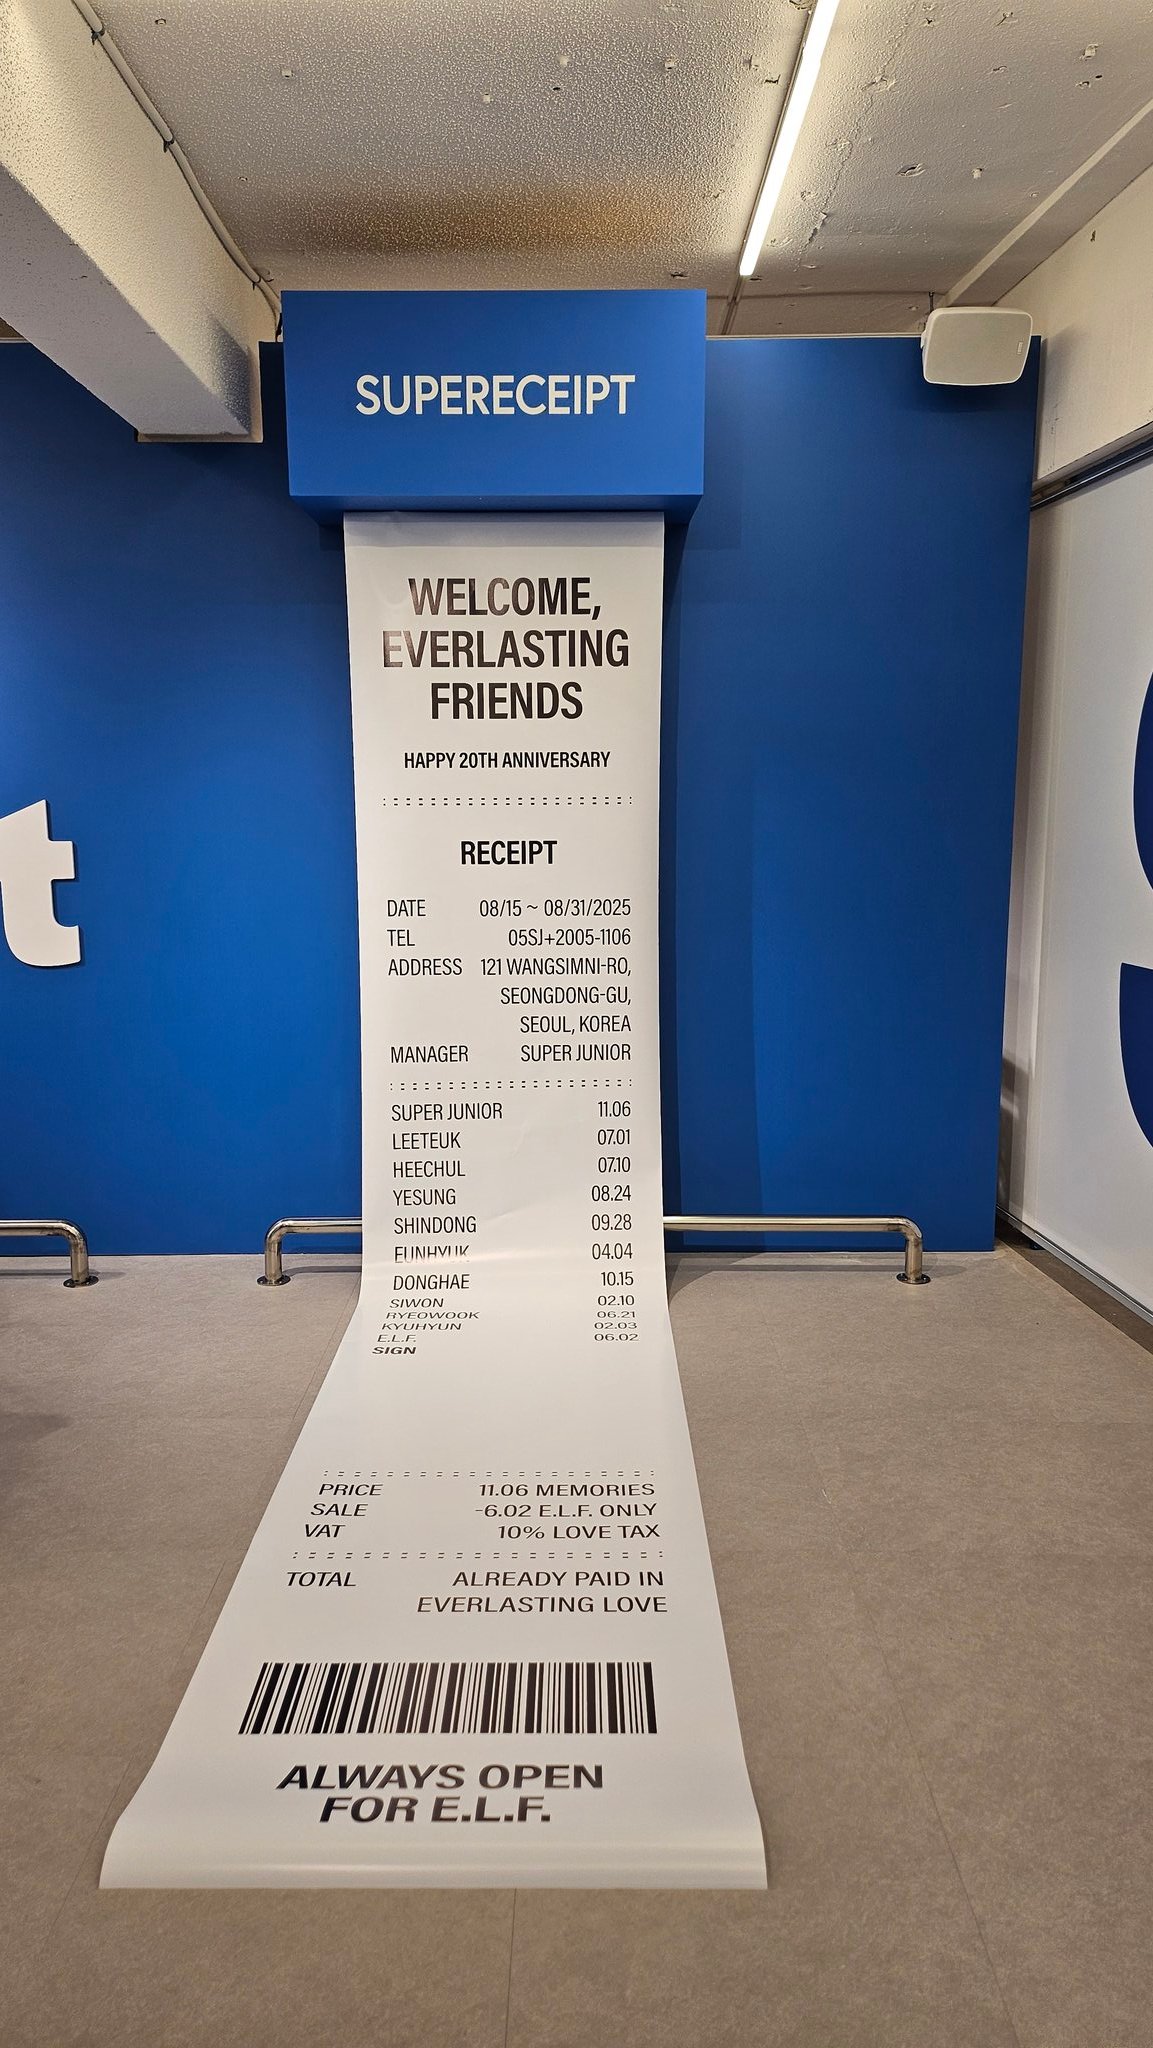 SUPERECEIPT
WELCOME,
EVERLASTING
FRIENDS
HAPPY 20TH ANNIVERSARY
RECEIPT
DATE 08/15 ~ 08/31/2025
TEL 05SJ+2005-1106
ADDRESS 121 WANGSIMNI-RO,
SEONGDONG-GU,
SEOUL, KOREA
MANAGER SUPER JUNIOR
SUPER JUNIOR 11.06
LEETEUK 07.01
HEECHUL 07.10
YESUNG 08.24
SHINDONG 09.28
EUNHYUK 04.04
DONGHAE 10.15
SIWON 02.10
RYEOWOOK 06.21
KYUHYUN 02.03
E.L.F. 06.02
SIGN
PRICE 11.06 MEMORIES
SALE -6.02 E.L.F. ONLY
VAT 10% LOVE TAX
TOTAL ALREADY PAID IN
EVERLASTING LOVE
ALWAYS OPEN
FOR E.L.F.
t